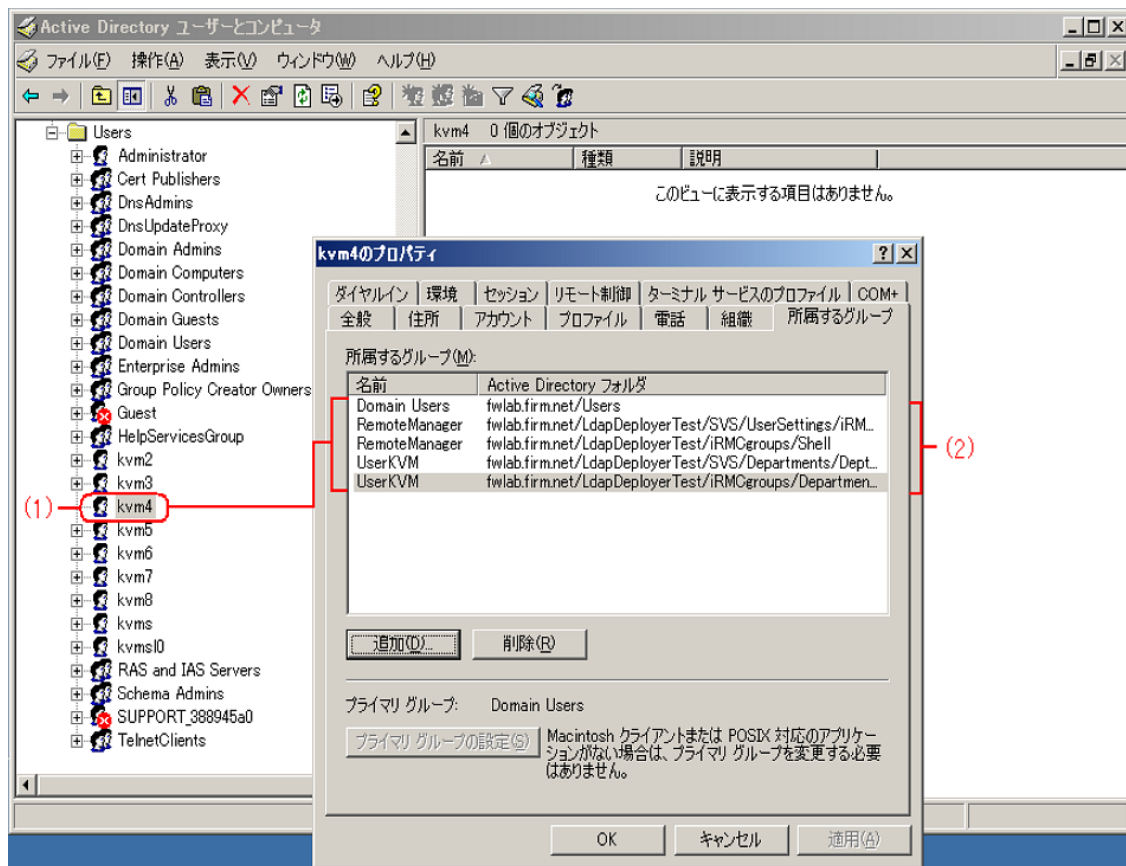 Active Directory ユーザーとコンピュータ
ファイル(F) 操作(A) 表示(V) ウィンドウ(W) ヘルプ(H)
Users
Administrator
Cert Publishers
DnsAdmins
DnsUpdateProxy
Domain Admins
Domain Computers
Domain Controllers
Domain Guests
Domain Users
Enterprise Admins
Group Policy Creator Owners
Guest
HelpServicesGroup
kvm2
kvm3
(1)
kvm4
kvm5
kvm6
kvm7
kvm8
kvms
kvmsl0
RAS and IAS Servers
Schema Admins
SUPPORT_388945a0
TelnetClients
kvm4 0 個のオブジェクト
名前 種類 説明
このビューに表示する項目はありません。
kvm4のプロパティ
ダイヤルイン 環境 セッション リモート制御 ターミナル サービスのプロファイル COM+
全般 住所 アカウント プロファイル 電話 組織 所属するグループ
所属するグループ(M):
名前 Active Directory フォルダ
Domain Users fwlab.firm.net/Users
RemoteManager fwlab.firm.net/LdapDeployerTest/SVS/UserSettings/iRM...
RemoteManager fwlab.firm.net/LdapDeployerTest/iRMCgroups/Shell
UserKVM fwlab.firm.net/LdapDeployerTest/SVS/Departments/Dept...
UserKVM fwlab.firm.net/LdapDeployerTest/iRMCgroups/Departmen...
(2)
追加(D)... 削除(R)
プライマリ グループ: Domain Users
プライマリ グループの設定(S)
Macintosh クライアントまたは POSIX 対応のアプリケー
ションがない場合は、プライマリ グループを変更する必要
はありません。
OK キャンセル 適用(A)